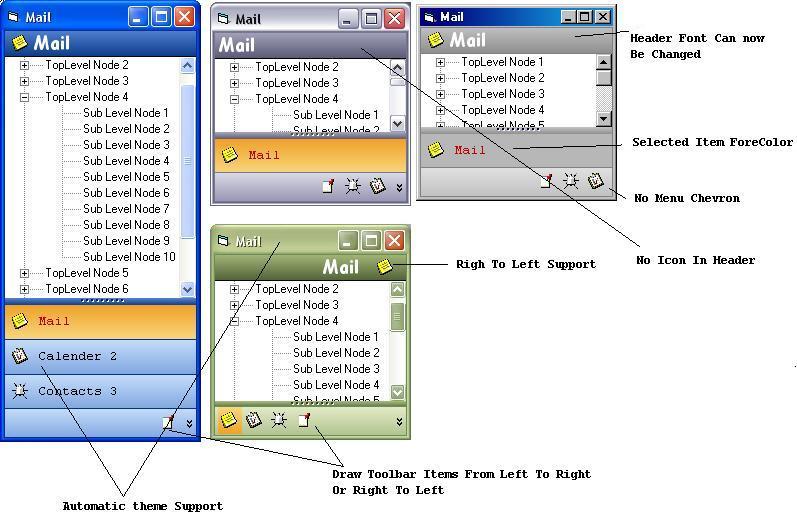 Mail
Mail
TopLevel Node 2
TopLevel Node 3
TopLevel Node 4
Sub Level Node 1
Sub Level Node 2
Sub Level Node 3
Sub Level Node 4
Sub Level Node 5
Sub Level Node 6
Sub Level Node 7
Sub Level Node 8
Sub Level Node 9
Sub Level Node 10
TopLevel Node 5
TopLevel Node 6
Mail
Calender 2
Contacts 3
Mail
Mail
TopLevel Node 2
TopLevel Node 3
TopLevel Node 4
Sub Level Node 1
Sub Level Node 2
Mail
Mail
Mail
TopLevel Node 1
TopLevel Node 2
TopLevel Node 3
TopLevel Node 4
TopLevel Node 5
Mail
Header Font Can now
Be Changed
Selected Item ForeColor
No Menu Chevron
No Icon In Header
Mail
Mail
TopLevel Node 2
TopLevel Node 3
TopLevel Node 4
Sub Level Node 1
Sub Level Node 2
Sub Level Node 3
Sub Level Node 4
Sub Level Node 5
Righ To Left Support
Draw Toolbar Items From Left To Right
Or Right To Left
Automatic theme Support